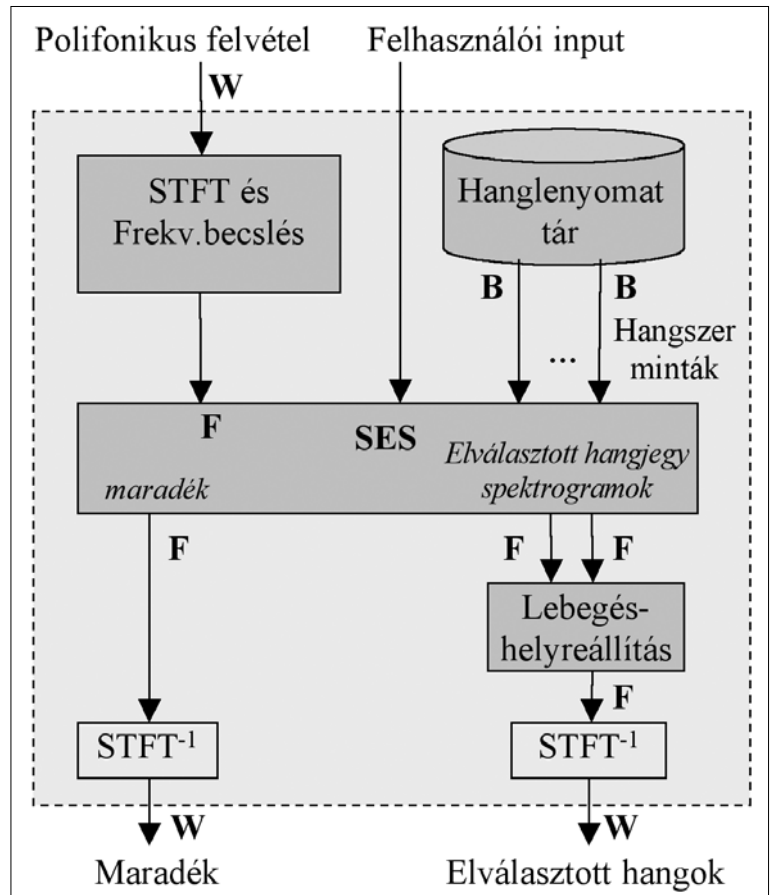 Polifonikus felvétel
Felhasználói input
W
STFT és
Frekv.becslés
Hanglenyomat
tár
B
B
...
Hangszer
minták
F
SES
maradék
Elválasztott hangjegy
spektrogramok
F
F
F
Lebegés-
helyreállítás
F
STFT-1
STFT-1
W
W
Maradék
Elválasztott hangok